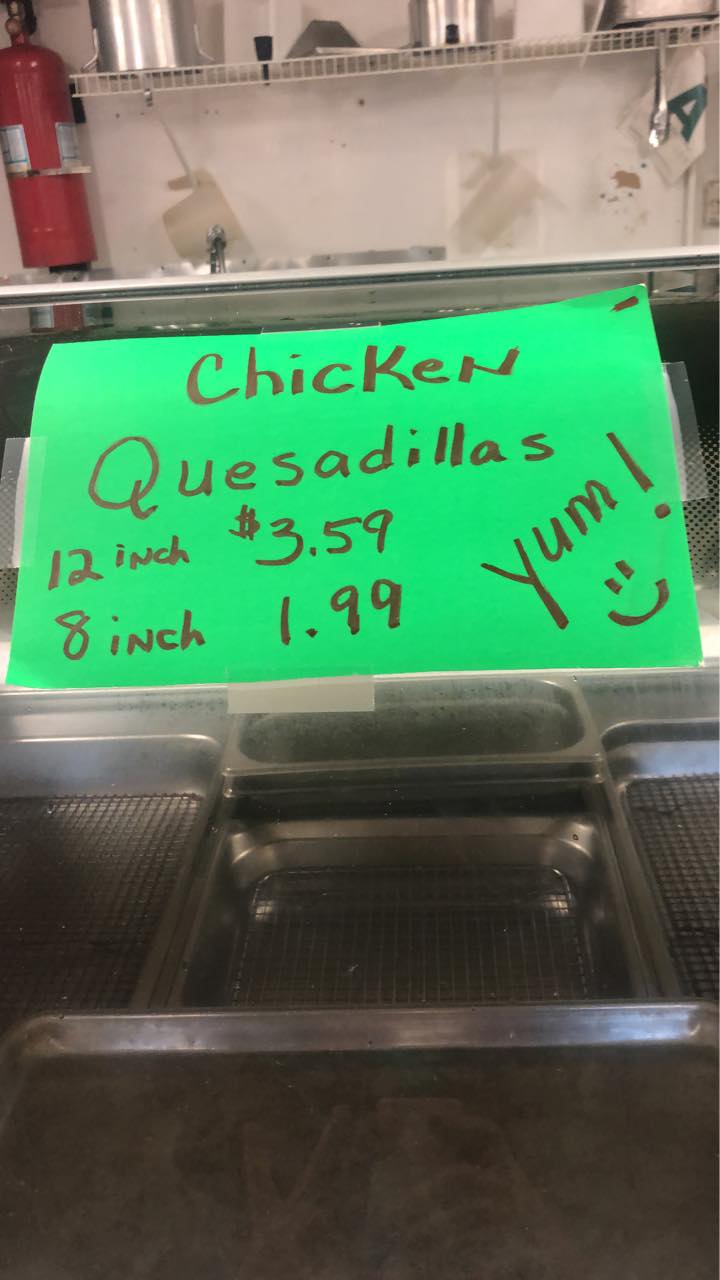 Chicken
Quesadillas
12 inch $3.59
8 inch 1.99
Yum!
A